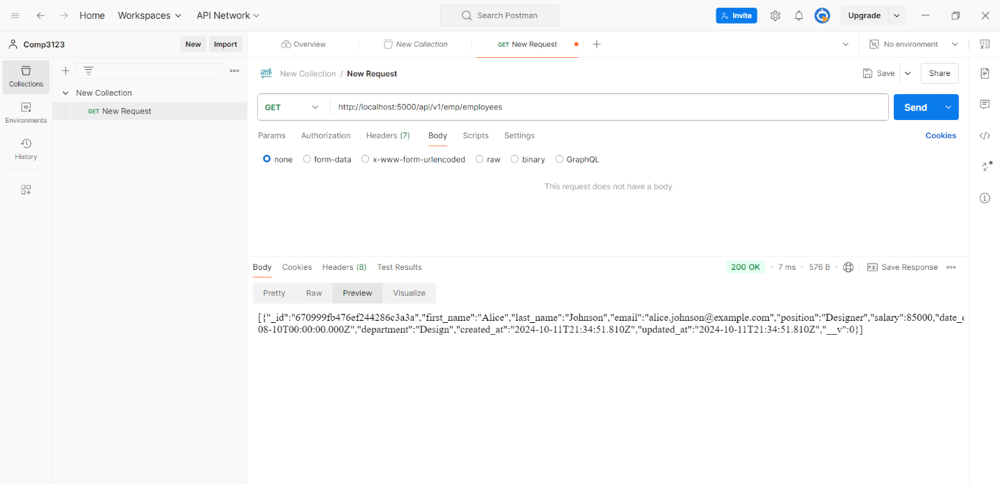 Home Workspaces API Network Search Postman Invite Upgrade
Comp3123 New Import Overview New Collection GET New Request No environment
Collections
Environments
History
New Collection
GET New Request
HTTP New Collection / New Request Save Share
GET http://localhost:5000/api/v1/emp/employees Send
Params Authorization Headers (7) Body Scripts Settings Cookies
none form-data x-www-form-urlencoded raw binary GraphQL
This request does not have a body
Body Cookies Headers (8) Test Results 200 OK 7 ms 576 B e.g. Save Response
Pretty Raw Preview Visualize
[{"_id":"670999fb476ef244286c3a3a","first_name":"Alice","last_name":"Johnson","email":"alice.johnson@example.com","position":"Designer","salary":85000,"date_
08-10T00:00:00.000Z","department":"Design","created_at":"2024-10-11T21:34:51.810Z","updated_at":"2024-10-11T21:34:51.810Z","__v":0}]